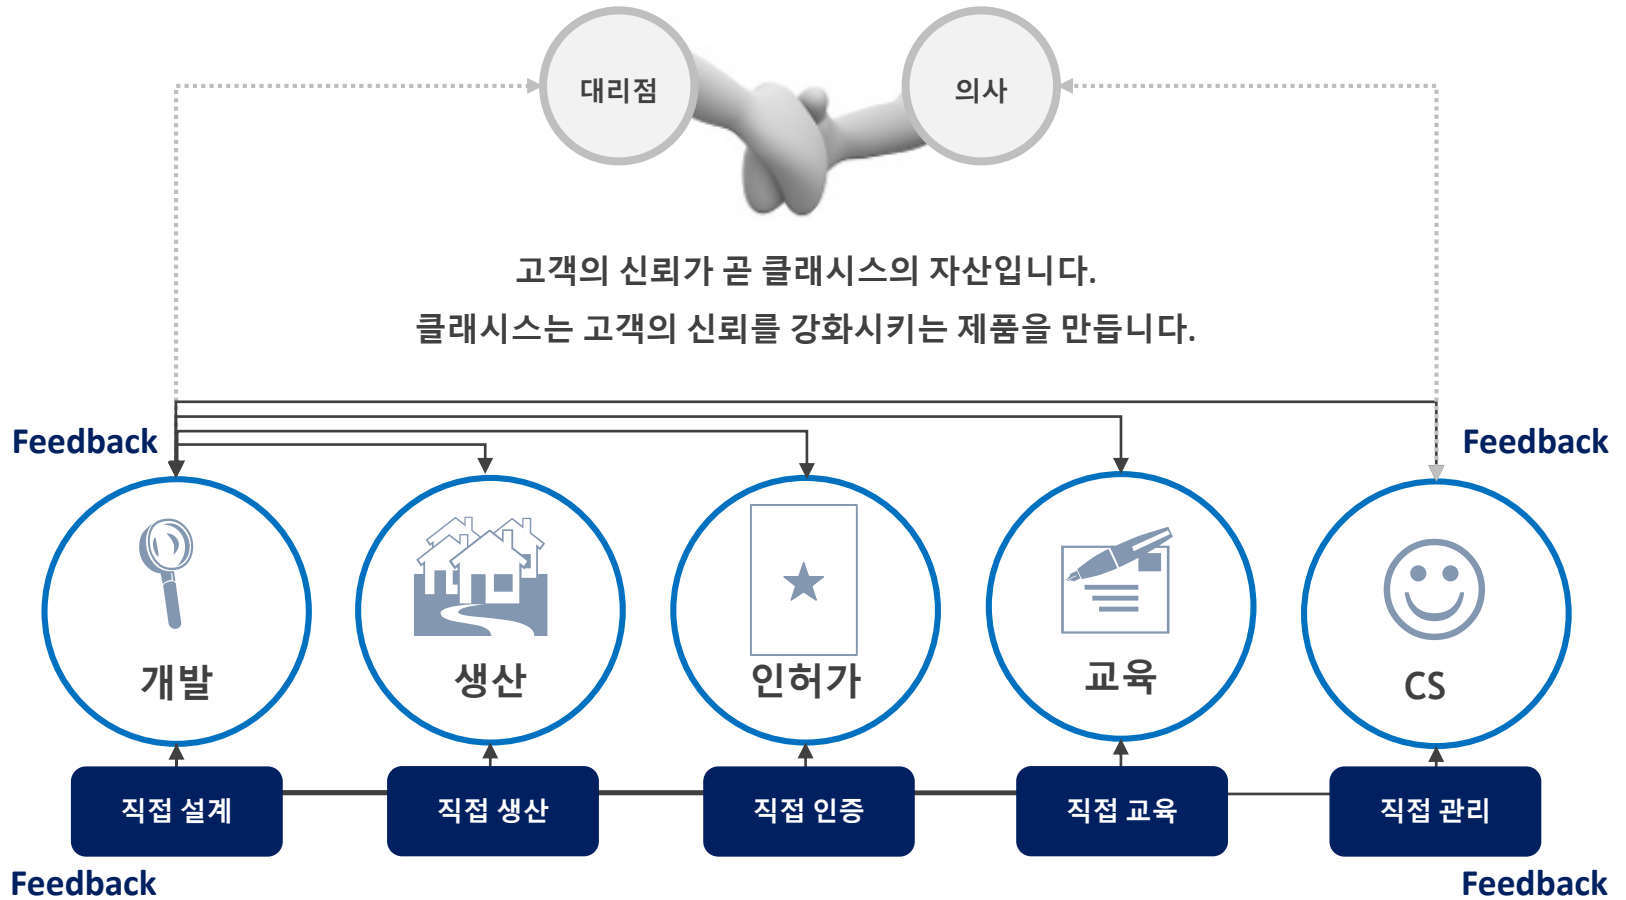 대리점
의사
고객의 신뢰가 곧 클래시스의 자산입니다.
클래시스는 고객의 신뢰를 강화시키는 제품을 만듭니다.
Feedback
Feedback
개발
생산
인허가
교육
CS
직접 설계
직접 생산
직접 인증
직접 교육
직접 관리
Feedback
Feedback